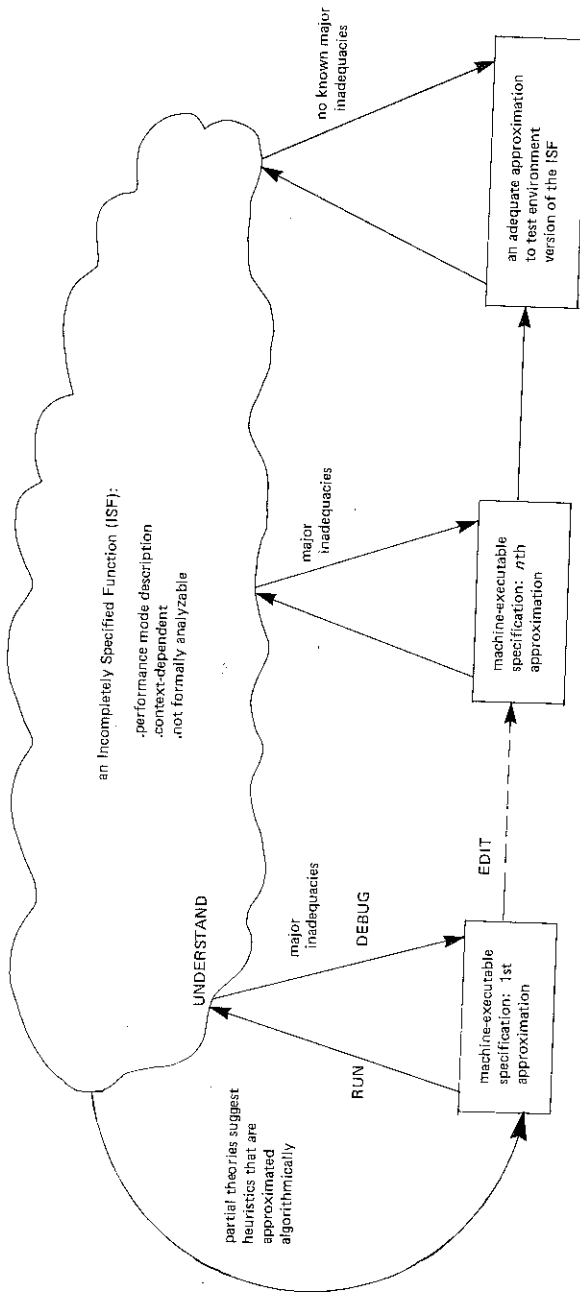 an Incompletely Specified Function (ISF):
.performance mode description
.context-dependent
.not formally analyzable
UNDERSTAND
partial theories suggest
heuristics that are
approximated
algorithmically
RUN
major
inadequacies
DEBUG
machine-executable
specification: 1st
approximation
EDIT
major
inadequacies
machine-executable
specification: nth
approximation
no known major
inadequacies
an adequate approximation
to test environment
version of the ISF